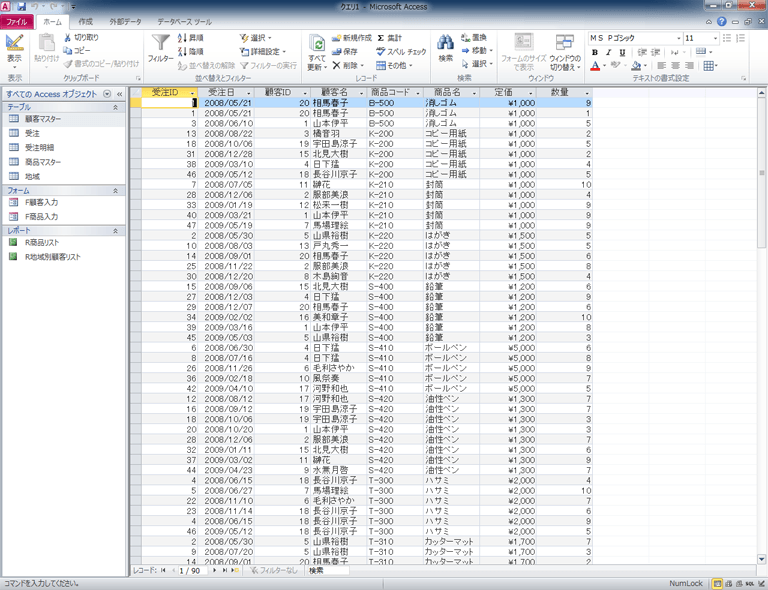 クエリ1 - Microsoft Access
ファイル ホーム 作成 外部データ データベース ツール
表示 貼り付け 切り取り コピー 書式のコピー/貼り付け フィルター 昇順 降順 並べ替えの解除 選択 詳細設定 フィルターの実行 すべて更新 新規作成 保存 削除 集計 スペル チェック その他 検索 置換 移動 選択 フォームのサイズで表示 ウィンドウの切り替え MS Pゴシック 11
表示 クリップボード 並べ替えとフィルター レコード 検索 ウィンドウ テキストの書式設定
すべての Access オブジェクト
テーブル
顧客マスター
受注
受注明細
商品マスター
地域
フォーム
F顧客入力
F商品入力
レポート
R商品リスト
R地域別顧客リスト
受注ID 受注日 顧客ID 顧客名 商品コード 商品名 定価 数量
1 2008/05/21 20 相馬春子 B-500 消しゴム ¥1,000 9
1 2008/05/21 20 相馬春子 B-500 消しゴム ¥1,000 1
3 2008/06/10 1 山本伊平 B-500 消しゴム ¥1,000 5
13 2008/08/22 3 橘音羽 K-200 コピー用紙 ¥1,000 2
18 2008/10/06 19 宇田島涼子 K-200 コピー用紙 ¥1,000 5
31 2008/12/28 15 北見大樹 K-200 コピー用紙 ¥1,000 2
38 2009/03/10 4 日下猛 K-200 コピー用紙 ¥1,000 4
46 2009/05/12 18 長谷川京子 K-200 コピー用紙 ¥1,000 5
7 2008/07/05 11 榊花 K-210 封筒 ¥1,000 10
28 2008/12/06 2 服部美浪 K-210 封筒 ¥1,000 4
33 2009/01/19 12 松来一樹 K-210 封筒 ¥1,000 9
40 2009/03/21 1 山本伊平 K-210 封筒 ¥1,000 9
47 2009/05/19 7 馬場理絵 K-210 封筒 ¥1,000 9
2 2008/05/30 5 山県裕樹 K-220 はがき ¥1,500 5
10 2008/08/03 13 戸丸秀一 K-220 はがき ¥1,500 5
14 2008/09/01 20 相馬春子 K-220 はがき ¥1,500 6
25 2008/11/22 2 服部美浪 K-220 はがき ¥1,500 8
30 2008/12/20 8 木島絢音 K-220 はがき ¥1,500 4
15 2008/09/06 15 北見大樹 S-400 鉛筆 ¥1,200 9
27 2008/12/03 4 日下猛 S-400 鉛筆 ¥1,200 9
29 2008/12/07 20 相馬春子 S-400 鉛筆 ¥1,200 6
34 2009/02/02 16 美和章子 S-400 鉛筆 ¥1,200 10
39 2009/03/16 1 山本伊平 S-400 鉛筆 ¥1,200 8
45 2009/05/03 5 山県裕樹 S-400 鉛筆 ¥1,200 3
6 2008/06/30 4 日下猛 S-410 ボールペン ¥5,000 6
8 2008/07/16 4 日下猛 S-410 ボールペン ¥5,000 8
26 2008/11/26 6 毛利さやか S-410 ボールペン ¥5,000 9
36 2009/02/18 10 風祭奏 S-410 ボールペン ¥5,000 7
42 2009/04/10 17 河野和也 S-410 ボールペン ¥5,000 5
12 2008/08/12 17 河野和也 S-420 油性ペン ¥1,300 7
16 2008/09/12 19 宇田島涼子 S-420 油性ペン ¥1,300 7
18 2008/10/06 19 宇田島涼子 S-420 油性ペン ¥1,300 3
20 2008/10/20 1 山本伊平 S-420 油性ペン ¥1,300 3
28 2008/12/06 2 服部美浪 S-420 油性ペン ¥1,300 7
32 2009/01/11 15 北見大樹 S-420 油性ペン ¥1,300 6
37 2009/03/02 11 榊花 S-420 油性ペン ¥1,300 9
44 2009/04/23 9 水無月啓 S-420 油性ペン ¥1,300 7
4 2008/06/15 18 長谷川京子 T-300 ハサミ ¥2,000 4
5 2008/06/27 7 馬場理絵 T-300 ハサミ ¥2,000 10
22 2008/11/10 6 毛利さやか T-300 ハサミ ¥2,000 7
23 2008/11/14 18 長谷川京子 T-300 ハサミ ¥2,000 6
4 2008/06/15 18 長谷川京子 T-300 ハサミ ¥2,000 9
46 2009/05/12 18 長谷川京子 T-300 ハサミ ¥2,000 5
2 2008/05/30 5 山県裕樹 T-310 カッターマット ¥1,700 7
9 2008/07/20 5 山県裕樹 T-310 カッターマット ¥1,700 3
14 2008/09/01 20 相馬春子 T-310 カッターマット ¥1,700 2
レコード: 1 / 90 フィルターなし 検索
コマンドを入力してください。 NumLock SQL